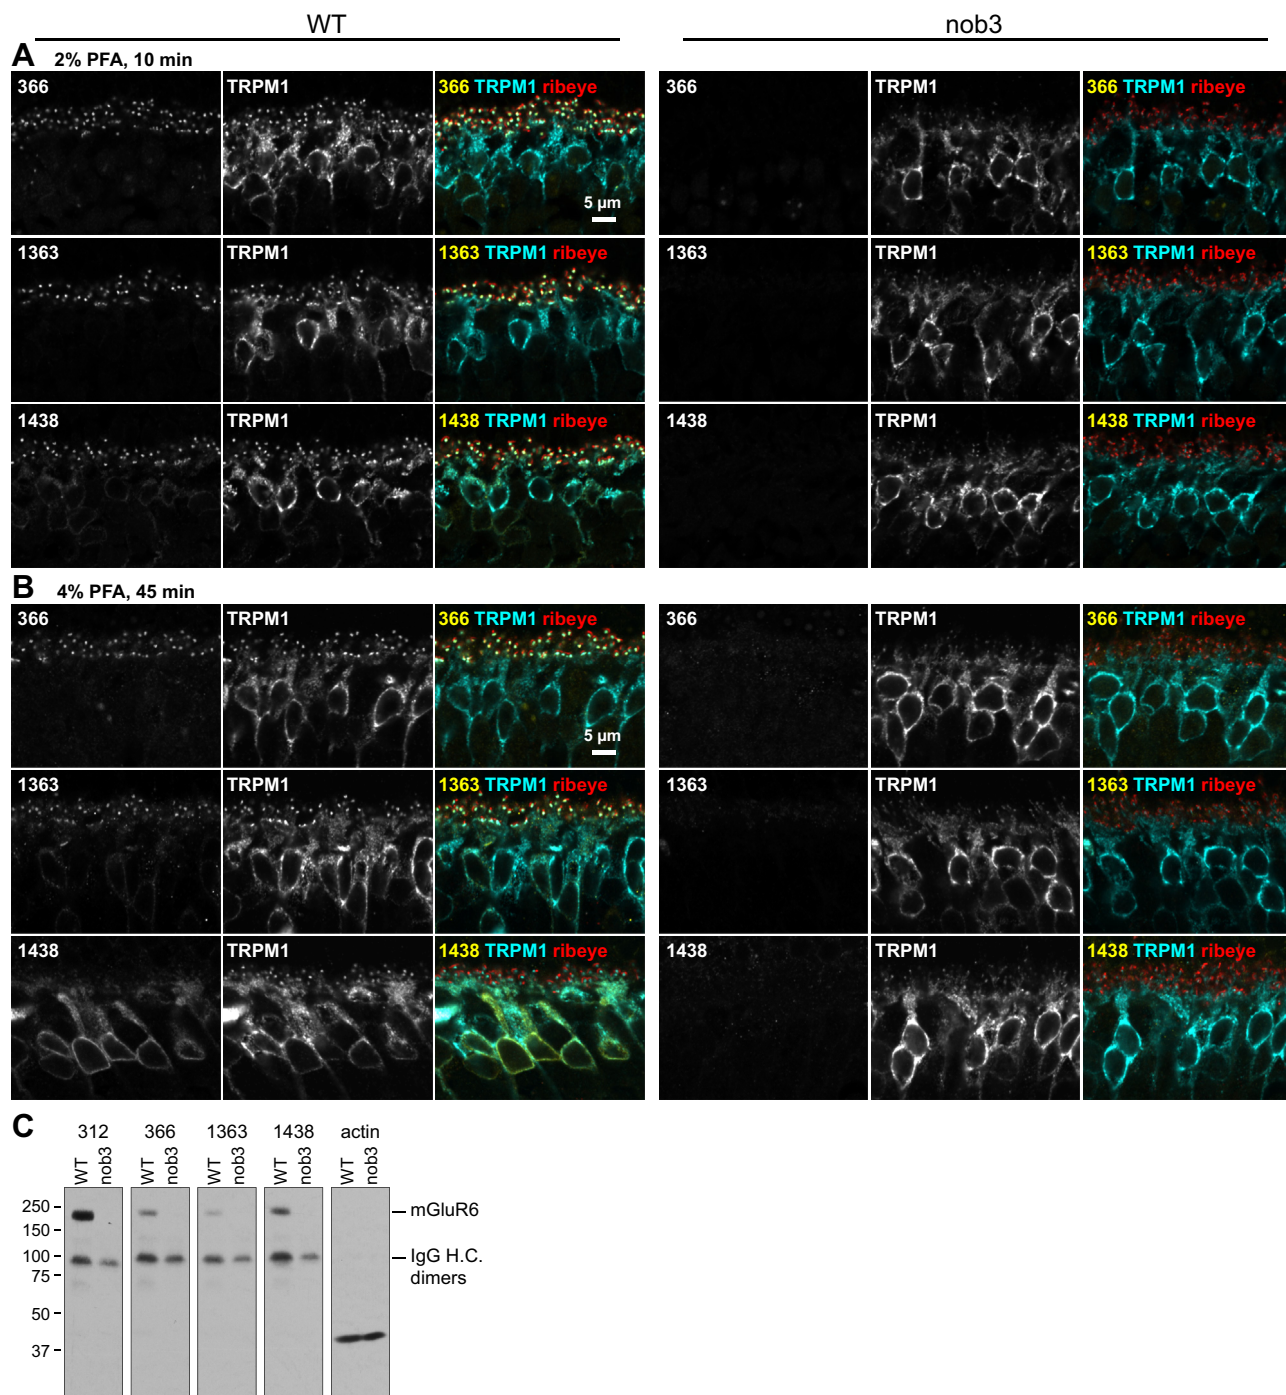 WT nob3
A 2% PFA, 10 min
366 TRPM1 366 TRPM1 ribeye 366 TRPM1 366 TRPM1 ribeye
5 µm
1363 TRPM1 1363 TRPM1 ribeye 1363 TRPM1 1363 TRPM1 ribeye
1438 TRPM1 1438 TRPM1 ribeye 1438 TRPM1 1438 TRPM1 ribeye
B 4% PFA, 45 min
366 TRPM1 366 TRPM1 ribeye 366 TRPM1 366 TRPM1 ribeye
5 µm
1363 TRPM1 1363 TRPM1 ribeye 1363 TRPM1 1363 TRPM1 ribeye
1438 TRPM1 1438 TRPM1 ribeye 1438 TRPM1 1438 TRPM1 ribeye
C 312 366 1363 1438 actin
WT nob3 WT nob3 WT nob3 WT nob3 WT nob3
250
mGluR6
150
100
IgG H.C.
dimers
75
50
37